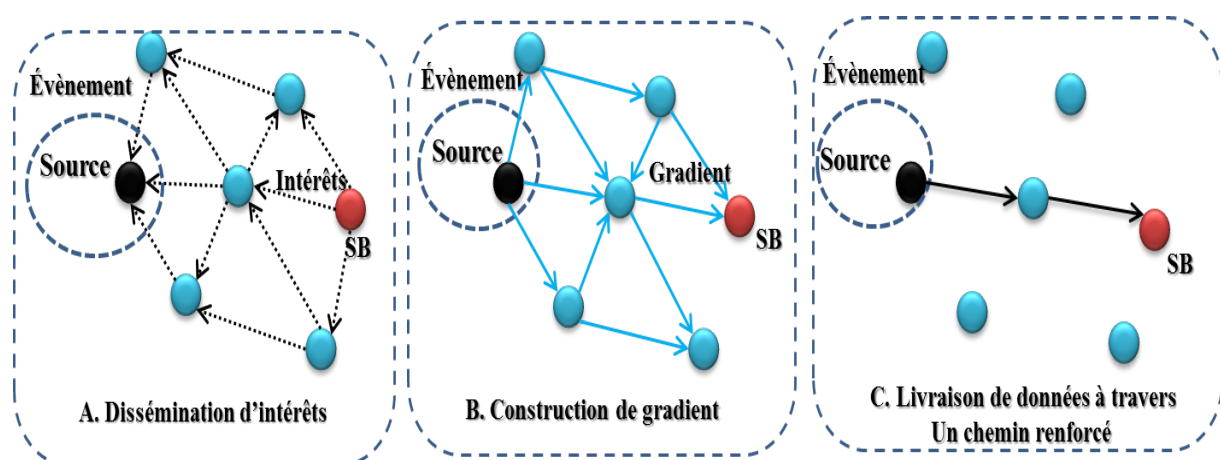 Évènement
Source
Intérêts
SB
A. Dissémination d'intérêts
Évènement
Source
Gradient
SB
B. Construction de gradient
Évènement
Source
SB
C. Livraison de données à travers
Un chemin renforcé